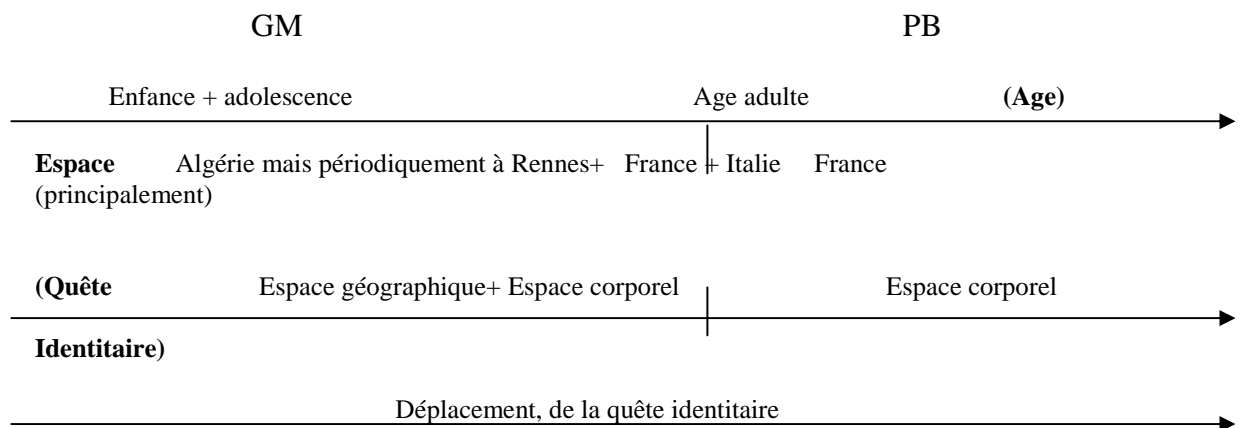 GM PB
Enfance + adolescence Age adulte (Age)
Espace Algérie mais périodiquement à Rennes+ France + Italie France
(principalement)
(Quête Espace géographique+ Espace corporel Espace corporel
Identitaire)
Déplacement, de la quête identitaire